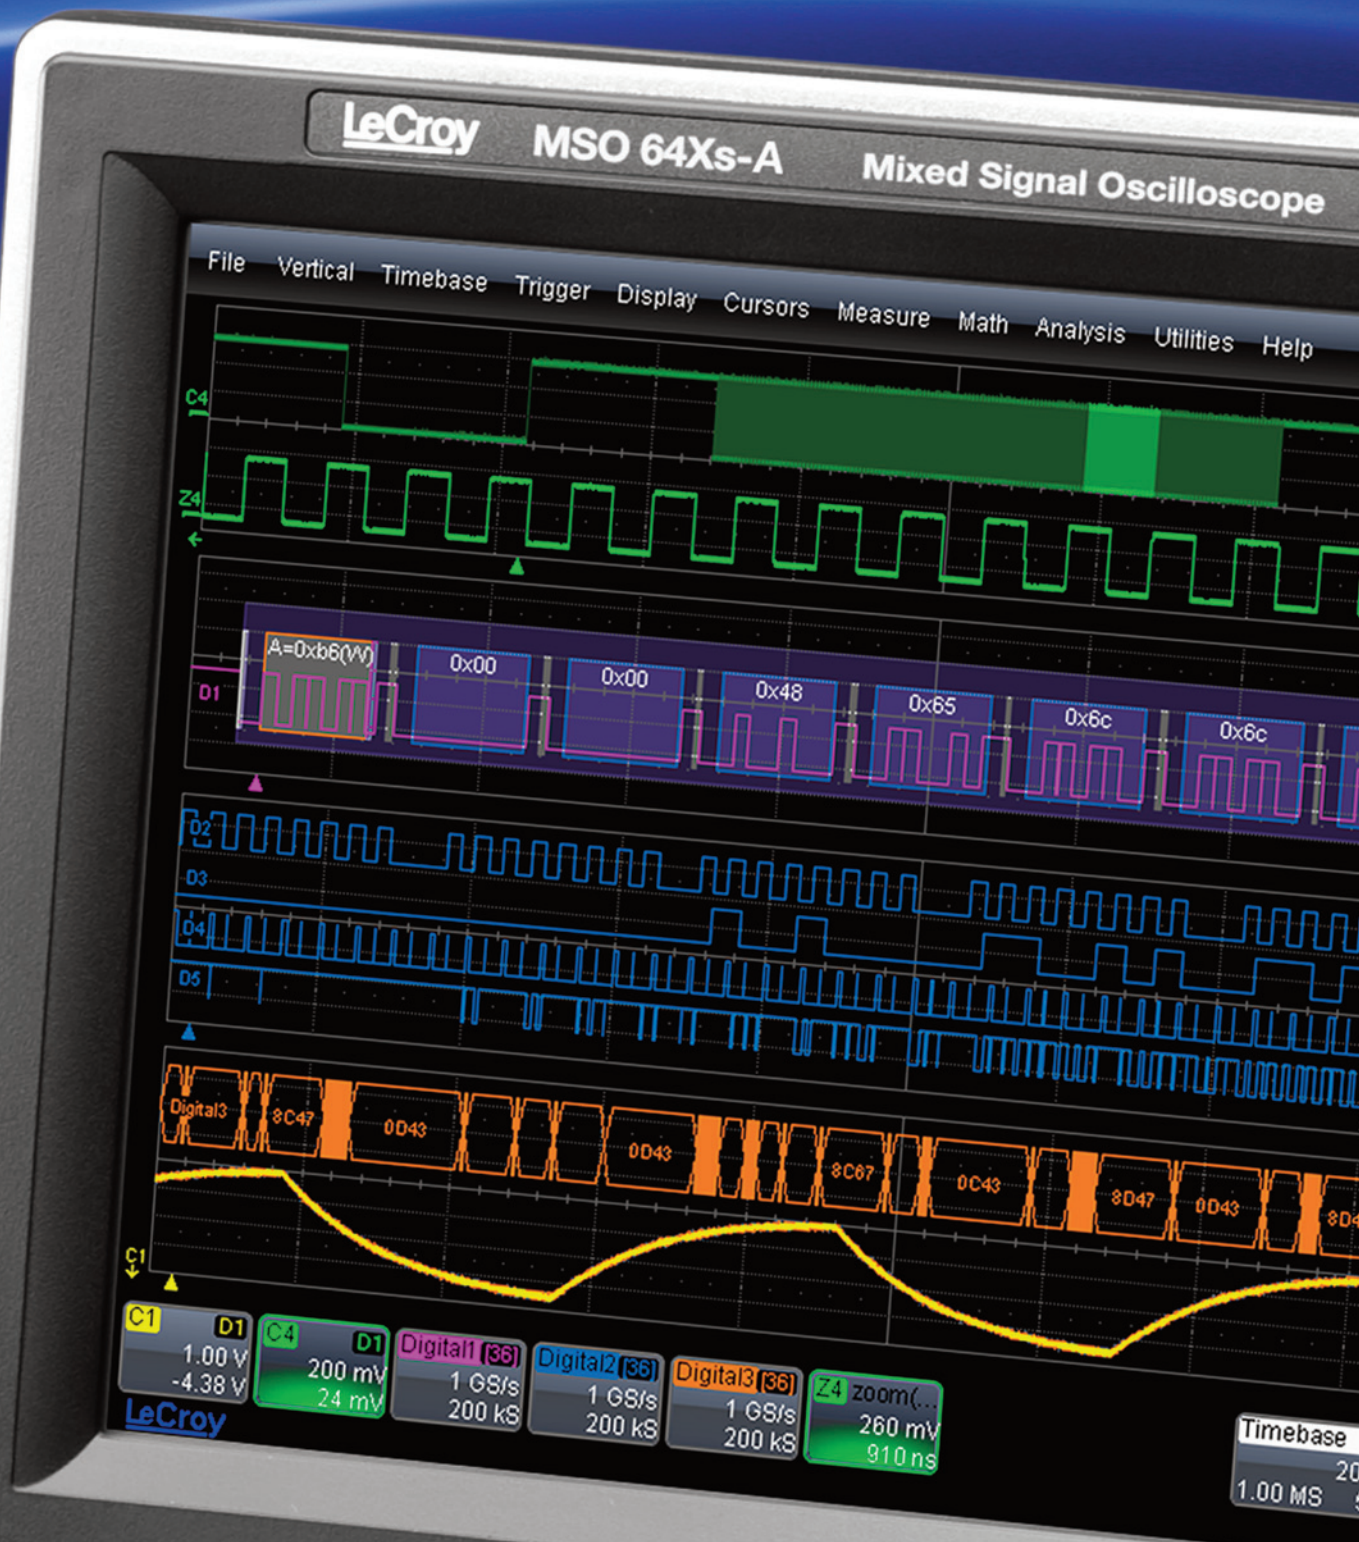 LeCroy MSO 64Xs-A Mixed Signal Oscilloscope
File Vertical Timebase Trigger Display Cursors Measure Math Analysis Utilities Help
C4
Z4
A=0xb6(W) 0x00 0x00 0x48 0x65 0x6c 0x6c
D1
D2
D3
D4
D5
Digital3 8C47 0D43 0D43 8C67 0C43 8D47 0D43
C1
C1 D1
1.00 V
-4.38 V
C4 D1
200 mV
24 mV
Digital1 [36]
1 GS/s
200 kS
Digital2 [36]
1 GS/s
200 kS
Digital3 [36]
1 GS/s
200 kS
Z4 zoom(...
260 mV
910 ns
Timebase
20
1.00 MS
LeCroy